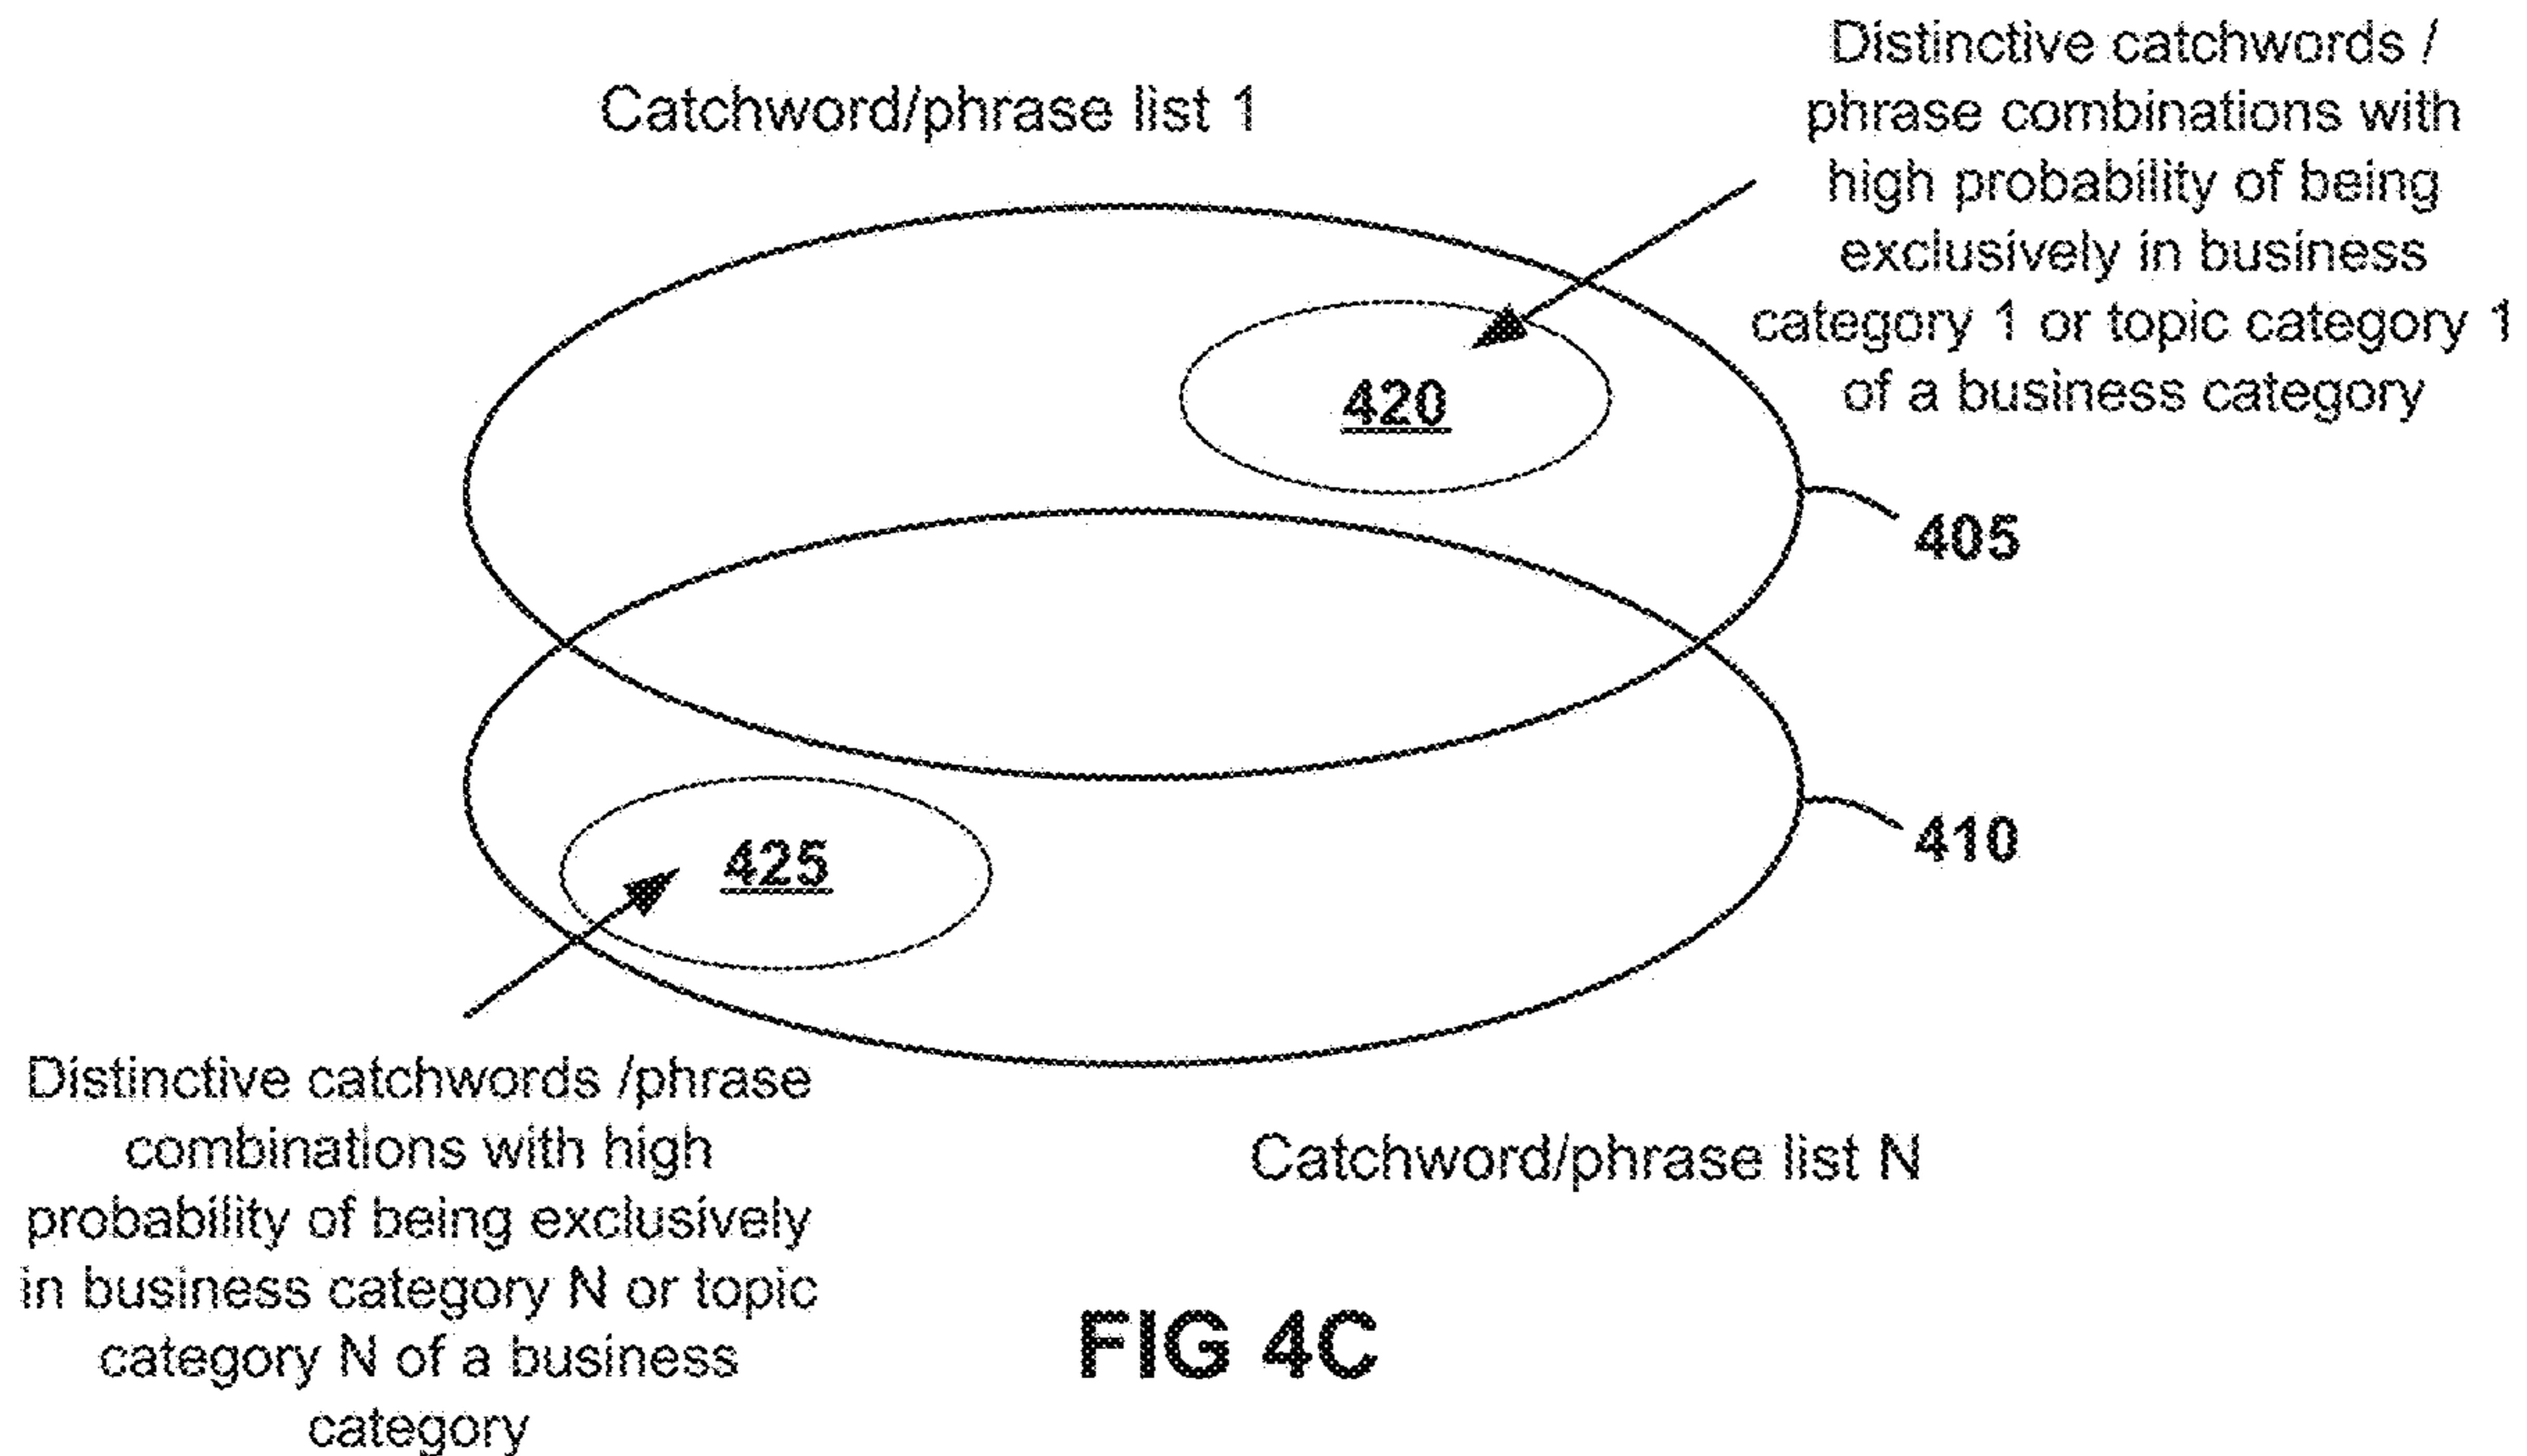 Catchword/phrase list 1
Distinctive catchwords /
phrase combinations with
high probability of being
exclusively in business
category 1 or topic category 1
of a business category
420
405
410
425
Distinctive catchwords /phrase
combinations with high
probability of being exclusively
in business category N or topic
category N of a business
category
Catchword/phrase list N
FIG 4C